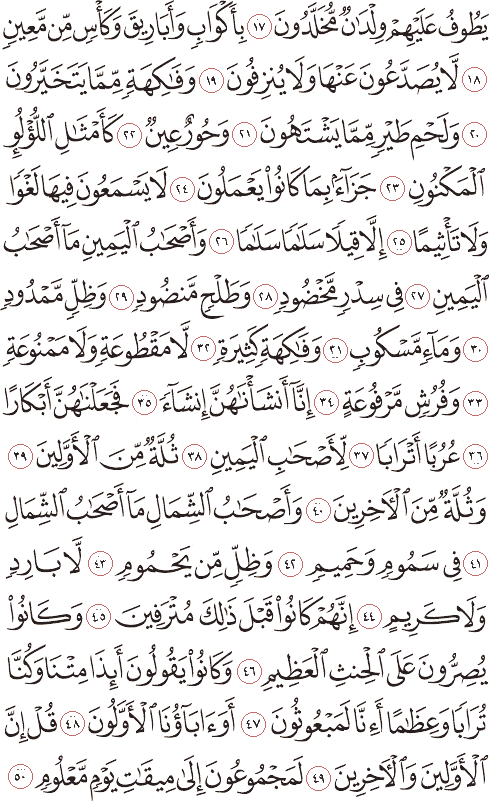 يَطُوفُ عَلَيْهِمْ وِلْدَٰنٌ مُّخَلَّدُونَ ١٧ بِأَكْوَابٍ وَأَبَارِيقَ وَكَأْسٍ مِّن مَّعِينٍ
١٨ لَّا يُصَدَّعُونَ عَنْهَا وَلَا يُنزِفُونَ ١٩ وَفَٰكِهَةٍ مِّمَّا يَتَخَيَّرُونَ
٢٠ وَلَحْمِ طَيْرٍ مِّمَّا يَشْتَهُونَ ٢١ وَحُورٌ عِينٌ ٢٢ كَأَمْثَٰلِ ٱللُّؤْلُؤِ
ٱلْمَكْنُونِ ٢٣ جَزَآءًۢ بِمَا كَانُوا۟ يَعْمَلُونَ ٢٤ لَا يَسْمَعُونَ فِيهَا لَغْوًا
وَلَا تَأْثِيمًا ٢٥ إِلَّا قِيلًا سَلَٰمًا سَلَٰمًا ٢٦ وَأَصْحَٰبُ ٱلْيَمِينِ مَآ أَصْحَٰبُ
ٱلْيَمِينِ ٢٧ فِى سِدْرٍ مَّخْضُودٍ ٢٨ وَطَلْحٍ مَّنضُودٍ ٢٩ وَظِلٍّ مَّمْدُودٍ
٣٠ وَمَآءٍ مَّسْكُوبٍ ٣١ وَفَٰكِهَةٍ كَثِيرَةٍ ٣٢ لَّا مَقْطُوعَةٍ وَلَا مَمْنُوعَةٍ
٣٣ وَفُرُشٍ مَّرْفُوعَةٍ ٣٤ إِنَّآ أَنشَأْنَٰهُنَّ إِنشَآءً ٣٥ فَجَعَلْنَٰهُنَّ أَبْكَارًا
٣٦ عُرُبًا أَتْرَابًا ٣٧ لِّأَصْحَٰبِ ٱلْيَمِينِ ٣٨ ثُلَّةٌ مِّنَ ٱلْأَوَّلِينَ ٣٩
وَثُلَّةٌ مِّنَ ٱلْـَٔاخِرِينَ ٤٠ وَأَصْحَٰبُ ٱلشِّمَالِ مَآ أَصْحَٰبُ ٱلشِّمَالِ
٤١ فِى سَمُومٍ وَحَمِيمٍ ٤٢ وَظِلٍّ مِّن يَحْمُومٍ ٤٣ لَّا بَارِدٍ
وَلَا كَرِيمٍ ٤٤ إِنَّهُمْ كَانُوا۟ قَبْلَ ذَٰلِكَ مُتْرَفِينَ ٤٥ وَكَانُوا۟
يُصِرُّونَ عَلَى ٱلْحِنثِ ٱلْعَظِيمِ ٤٦ وَكَانُوا۟ يَقُولُونَ أَئِذَا مِتْنَا وَكُنَّا
تُرَابًا وَعِظَٰمًا أَءِنَّا لَمَبْعُوثُونَ ٤٧ أَوَءَابَآؤُنَا ٱلْأَوَّلُونَ ٤٨ قُلْ إِنَّ
ٱلْأَوَّلِينَ وَٱلْـَٔاخِرِينَ ٤٩ لَمَجْمُوعُونَ إِلَىٰ مِيقَٰتِ يَوْمٍ مَّعْلُومٍ ٥٠